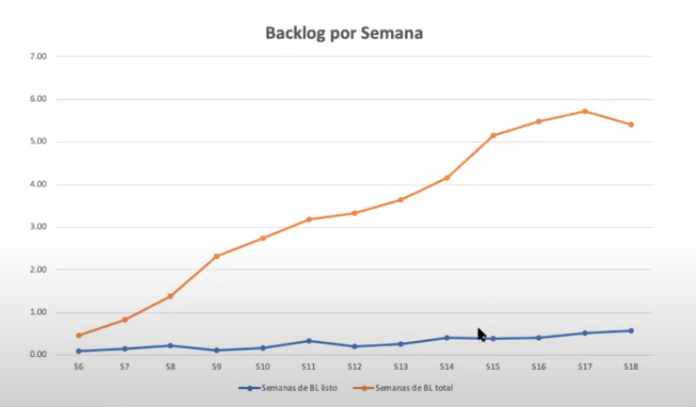 Backlog por Semana
7.00
6.00
5.00
4.00
3.00
2.00
1.00
0.00
S6 S7 S8 S9 S10 S11 S12 S13 S14 S15 S16 S17 S18
Semanas de BL listo Semanas de BL total